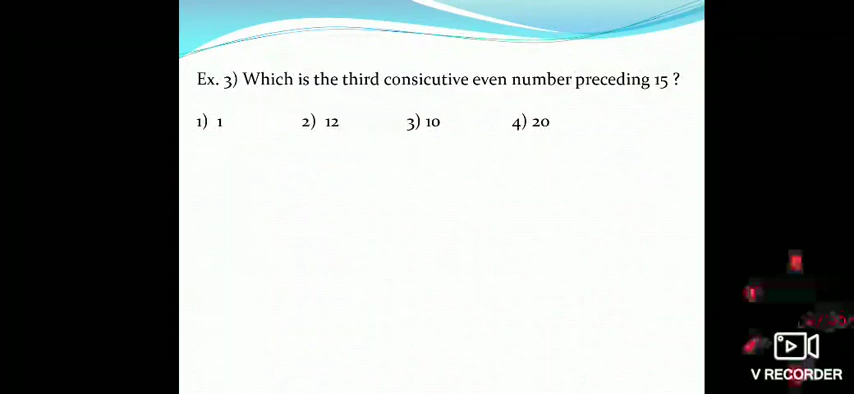 Ex. 3) Which is the third consicutive even number preceding 15 ?
1) 1 2) 12 3) 10 4) 20
V RECORDER